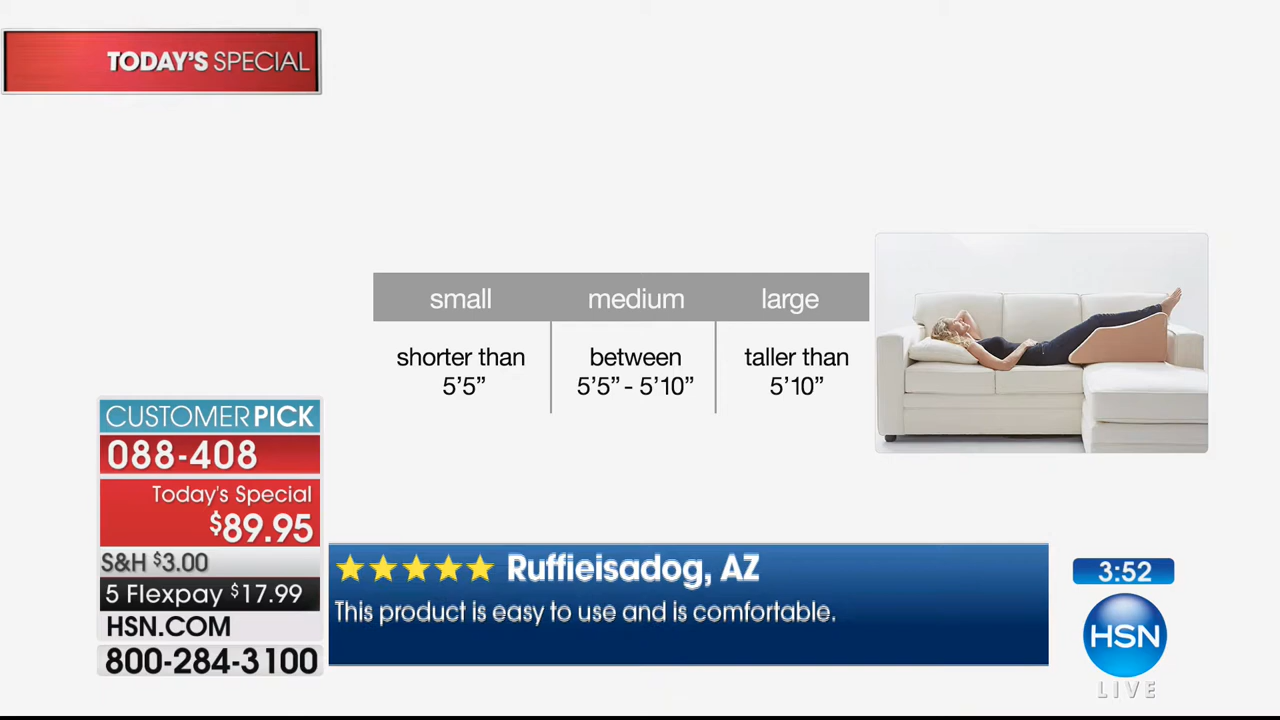 TODAY'S SPECIAL
small medium large
shorter than between taller than
5'5" 5'5" - 5'10" 5'10"
CUSTOMER PICK
088-408
Today's Special
$89.95
S&H $3.00
5 Flexpay $17.99
HSN.COM
800-284-3100
Ruffieisadog, AZ
This product is easy to use and is comfortable.
3:52
HSN
LIVE